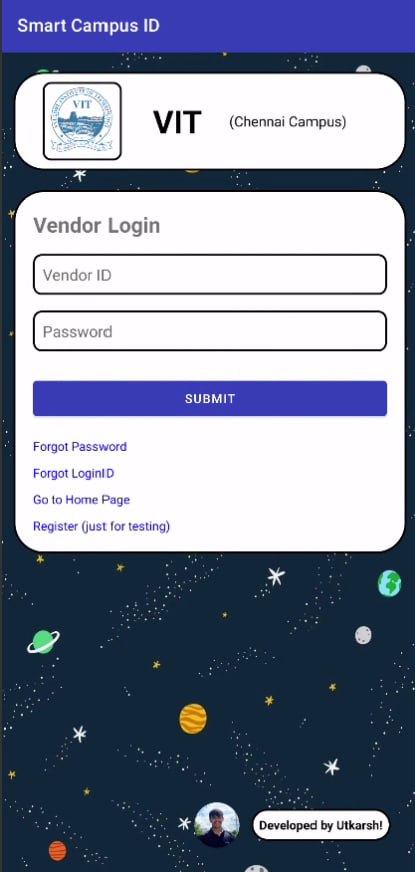 Smart Campus ID
VIT
VIT
(Chennai Campus)
Vendor Login
Vendor ID
Password
SUBMIT
Forgot Password
Forgot LoginID
Go to Home Page
Register (just for testing)
Developed by Utkarsh!